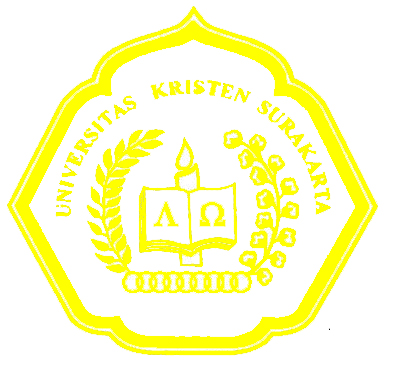 UNIVERSITAS KRISTEN SURAKARTA
Λ Ω